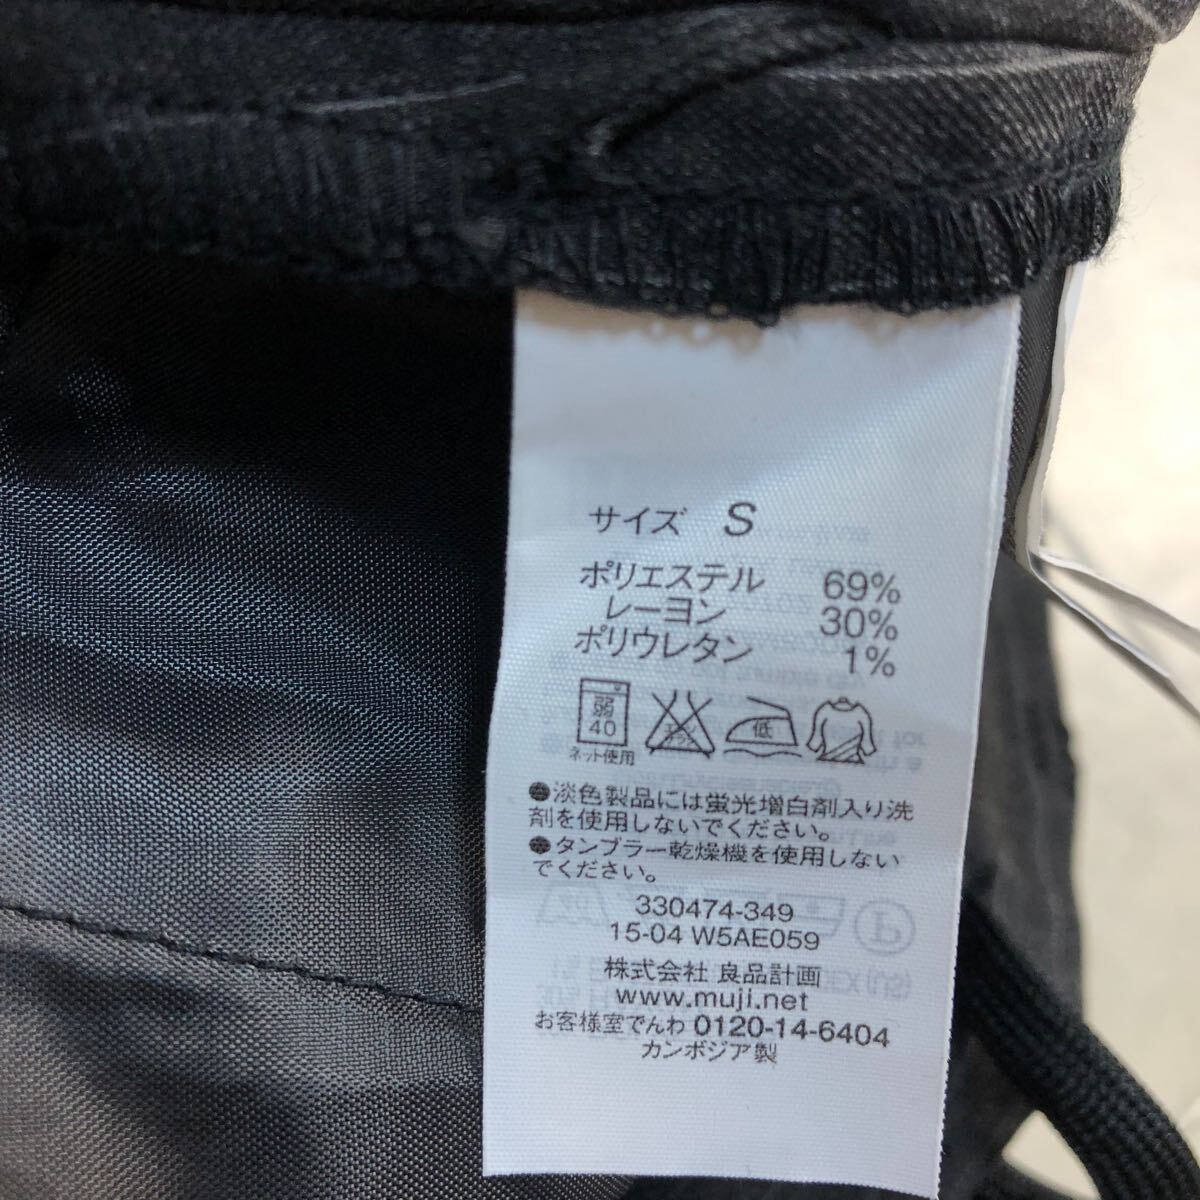 サイズ S
ポリエステル 69%
レーヨン 30%
ポリウレタン 1%
弱
40
ネット使用
エンソ
低
●淡色製品には蛍光増白剤入り洗
剤を使用しないでください。
●タンブラー乾燥機を使用しない
でください。
330474-349
15-04 W5AE059
株式会社 良品計画
www.muji.net
お客様室でんわ 0120-14-6404
カンボジア製